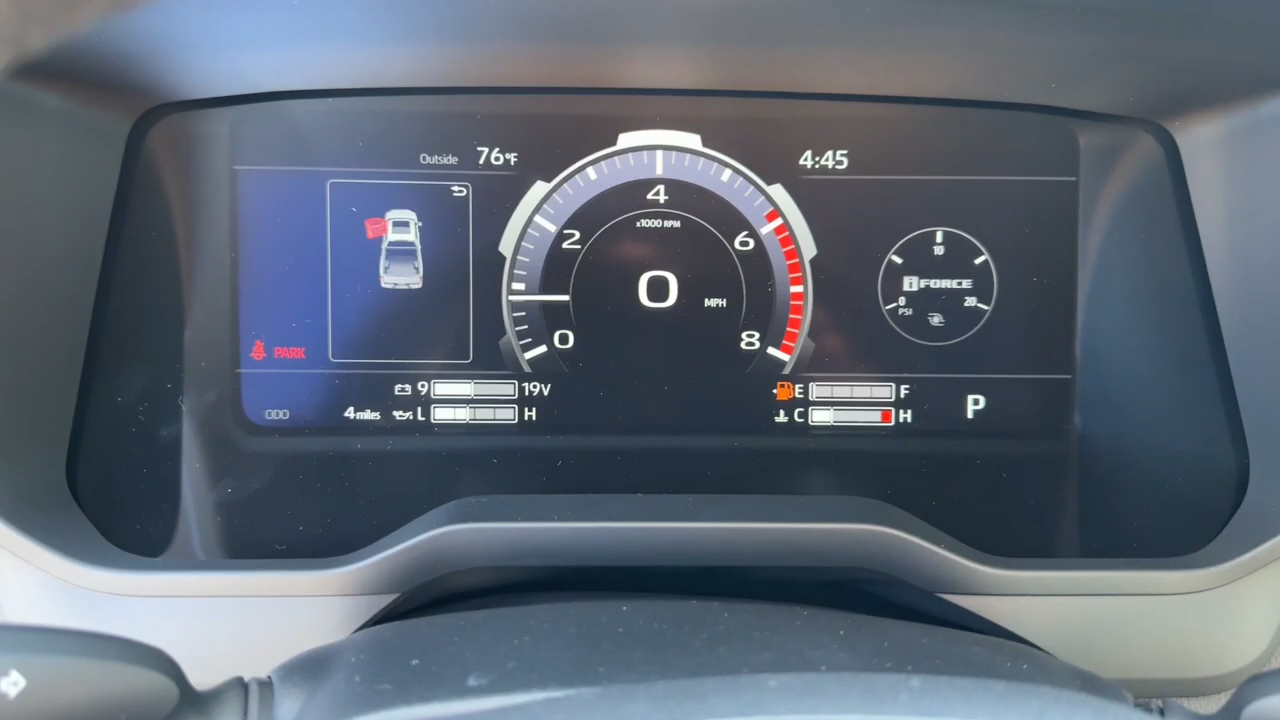 Outside 76°F
4:45
4
x1000 RPM
2
6
10
iFORCE
0 MPH
0
20
PSI
0
8
PARK
9
19V
E
F
ODO
4 miles
L
H
C
H
P